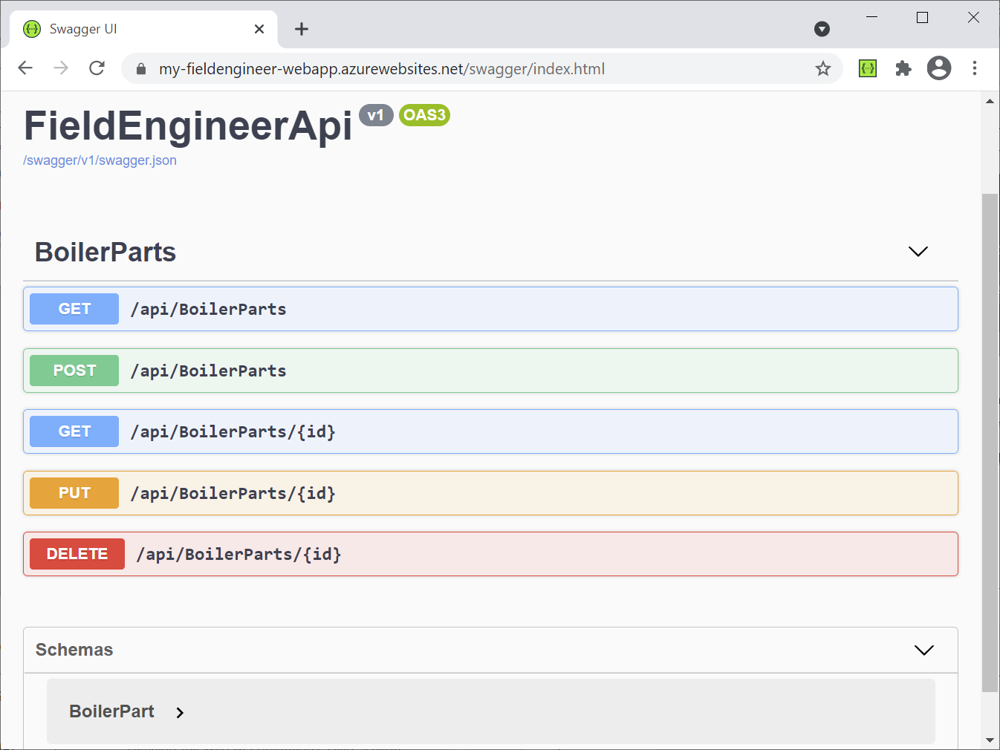 Swagger UI
my-fieldengineer-webapp.azurewebsites.net/swagger/index.html
FieldEngineerApi v1 OAS3
/swagger/v1/swagger.json
BoilerParts
GET /api/BoilerParts
POST /api/BoilerParts
GET /api/BoilerParts/{id}
PUT /api/BoilerParts/{id}
DELETE /api/BoilerParts/{id}
Schemas
BoilerPart